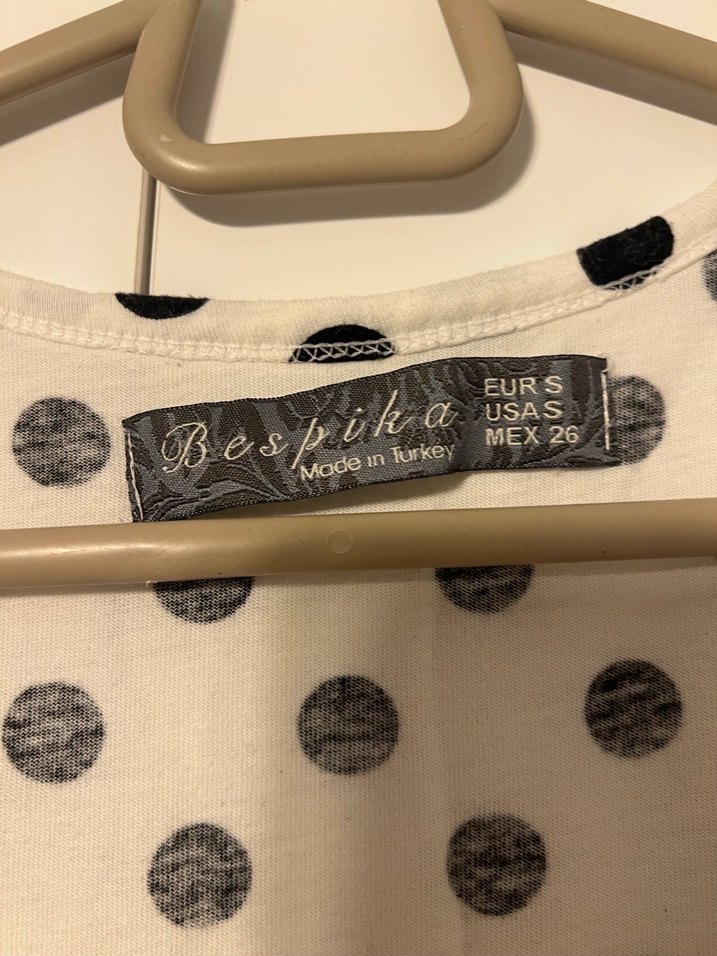 Bespika
Made in Turkey
EUR S
USA S
MEX 26